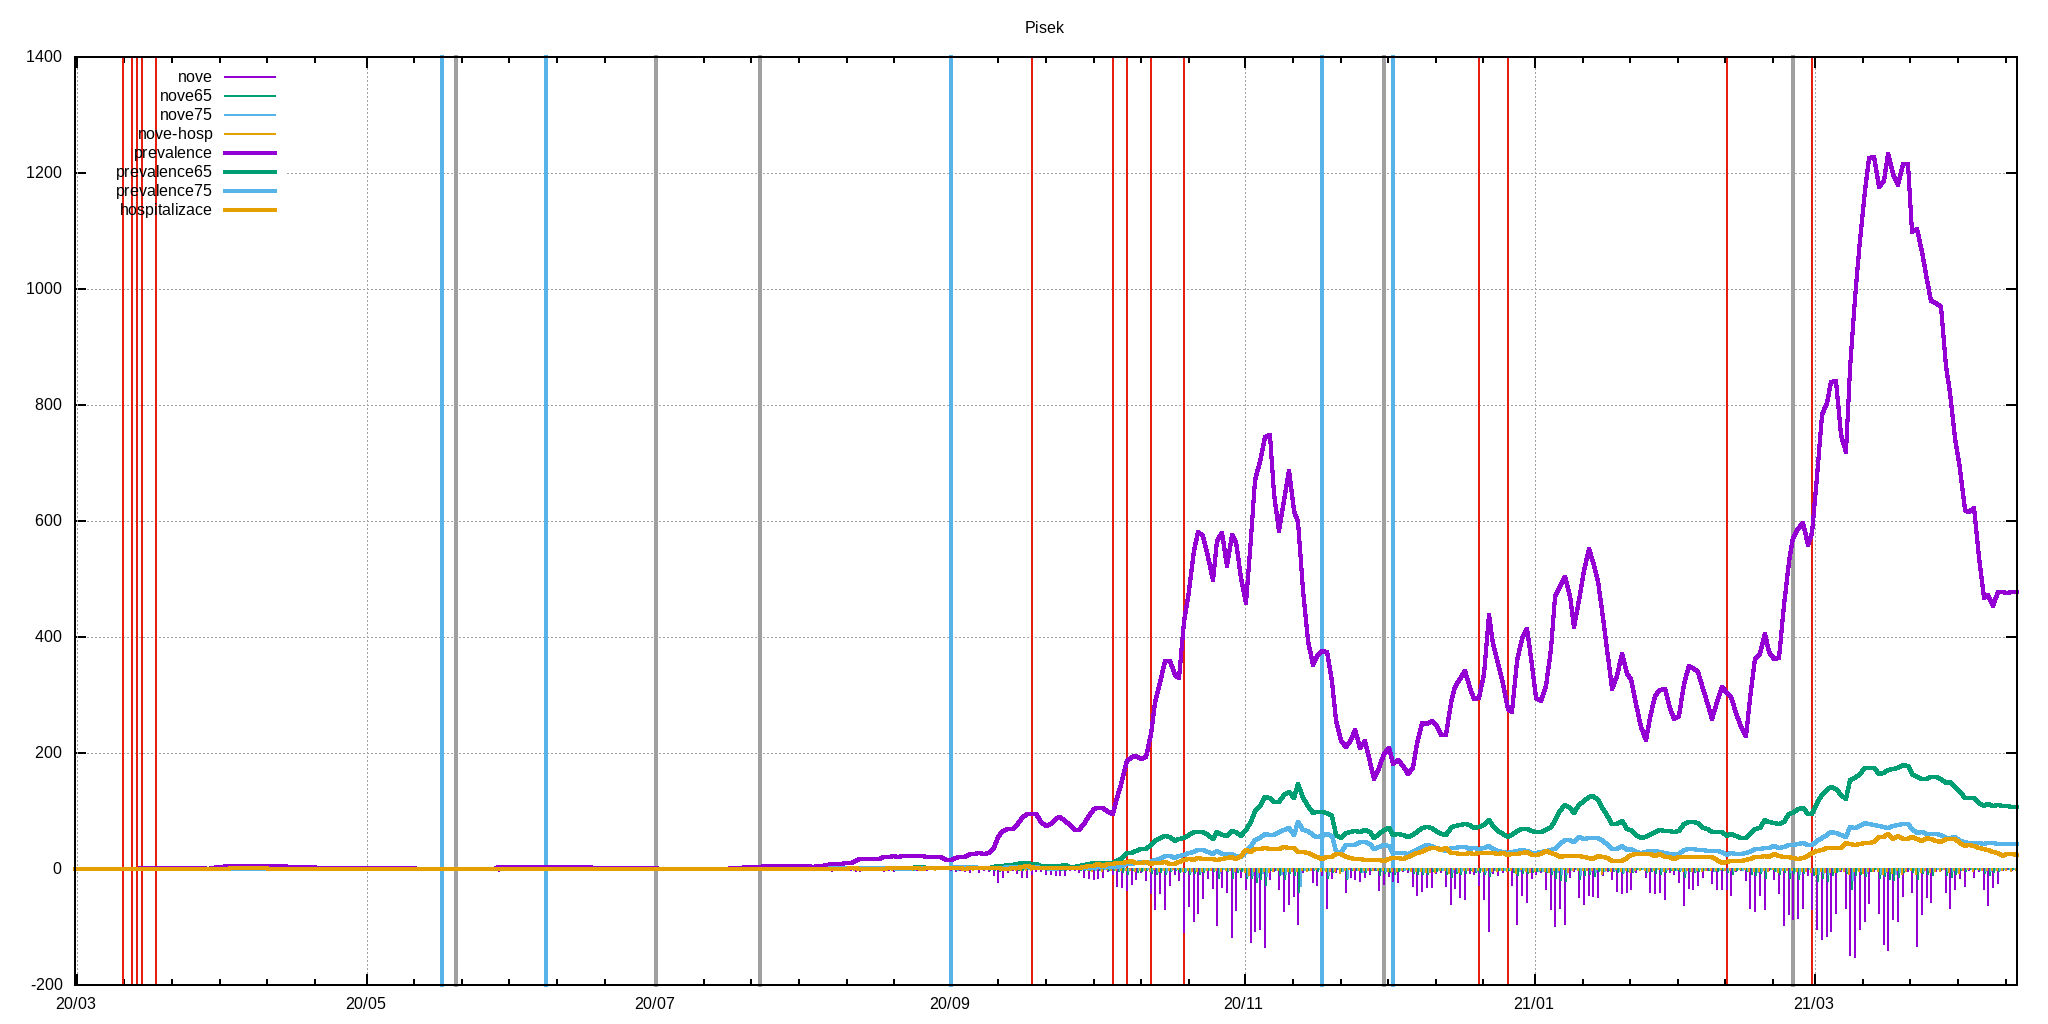 Pisek
1400
1200
1000
800
600
400
200
0
-200
nove
nove65
nove75
nove-hosp
prevalence
prevalence65
prevalence75
hospitalizace
20/03 20/05 20/07 20/09 20/11 21/01 21/03